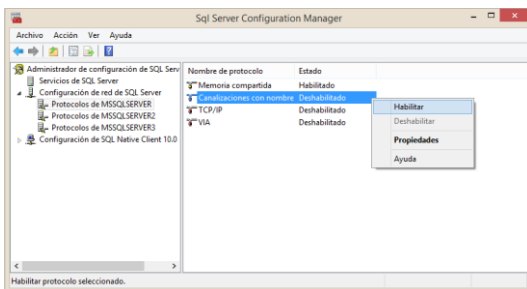 Sql Server Configuration Manager
Archivo Acción Ver Ayuda
Administrador de configuración de SQL Serv
Servicios de SQL Server
Configuración de red de SQL Server
Protocolos de MSSQLSERVER
Protocolos de MSSQLSERVER2
Protocolos de MSSQLSERVER3
Configuración de SQL Native Client 10.0
Nombre de protocolo Estado
Memoria compartida Habilitado
Canalizaciones con nombre Deshabilitado
TCP/IP Deshabilitado
VIA Deshabilitado
Habilitar
Deshabilitar
Propiedades
Ayuda
Habilitar protocolo seleccionado.